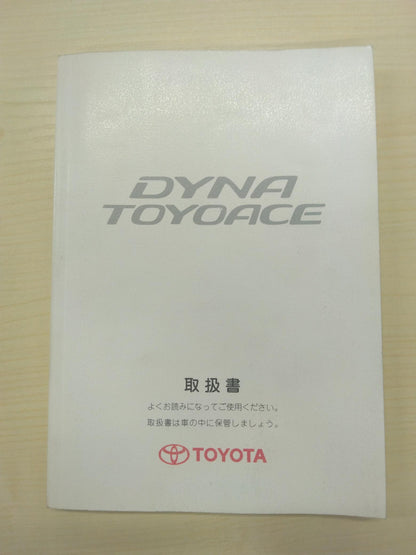 DYNA
TOYOACE
取扱書
よくお読みになってご使用ください。
取扱書は車の中に保管しましょう。
TOYOTA